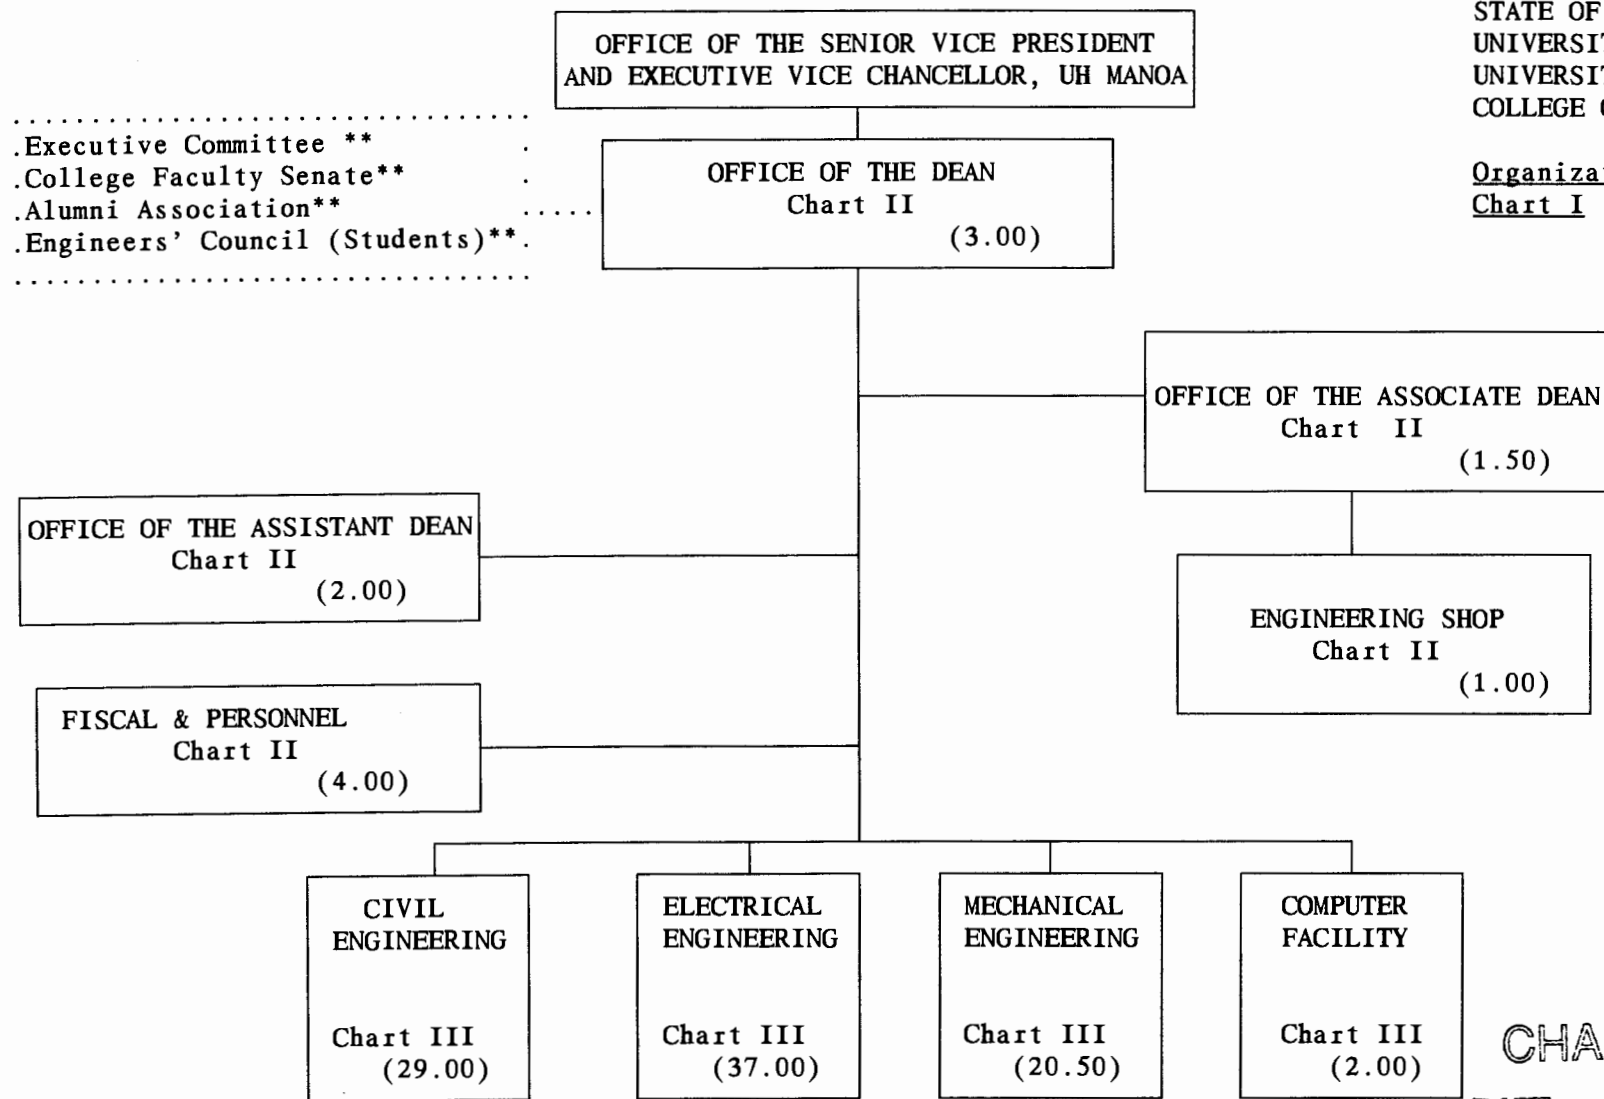 OFFICE OF THE SENIOR VICE PRESIDENT
AND EXECUTIVE VICE CHANCELLOR, UH MANOA
STATE OF
COLLEGE
Chart I
.Executive Committee **
.College Faculty Senate**
.Alumni Association**
.Engineers' Council (Students)**.
OFFICE OF THE DEAN
Chart II
(3.00)
OFFICE OF THE ASSOCIATE DEAN
Chart II
(1.50)
OFFICE OF THE ASSISTANT DEAN
Chart II
(2.00)
ENGINEERING SHOP
Chart II
(1.00)
FISCAL & PERSONNEL
Chart II
(4.00)
CIVIL
ENGINEERING
Chart III
(29.00)
ELECTRICAL
ENGINEERING
Chart III
(37.00)
MECHANICAL
ENGINEERING
Chart III
(20.50)
COMPUTER
FACILITY
Chart III
(2.00)